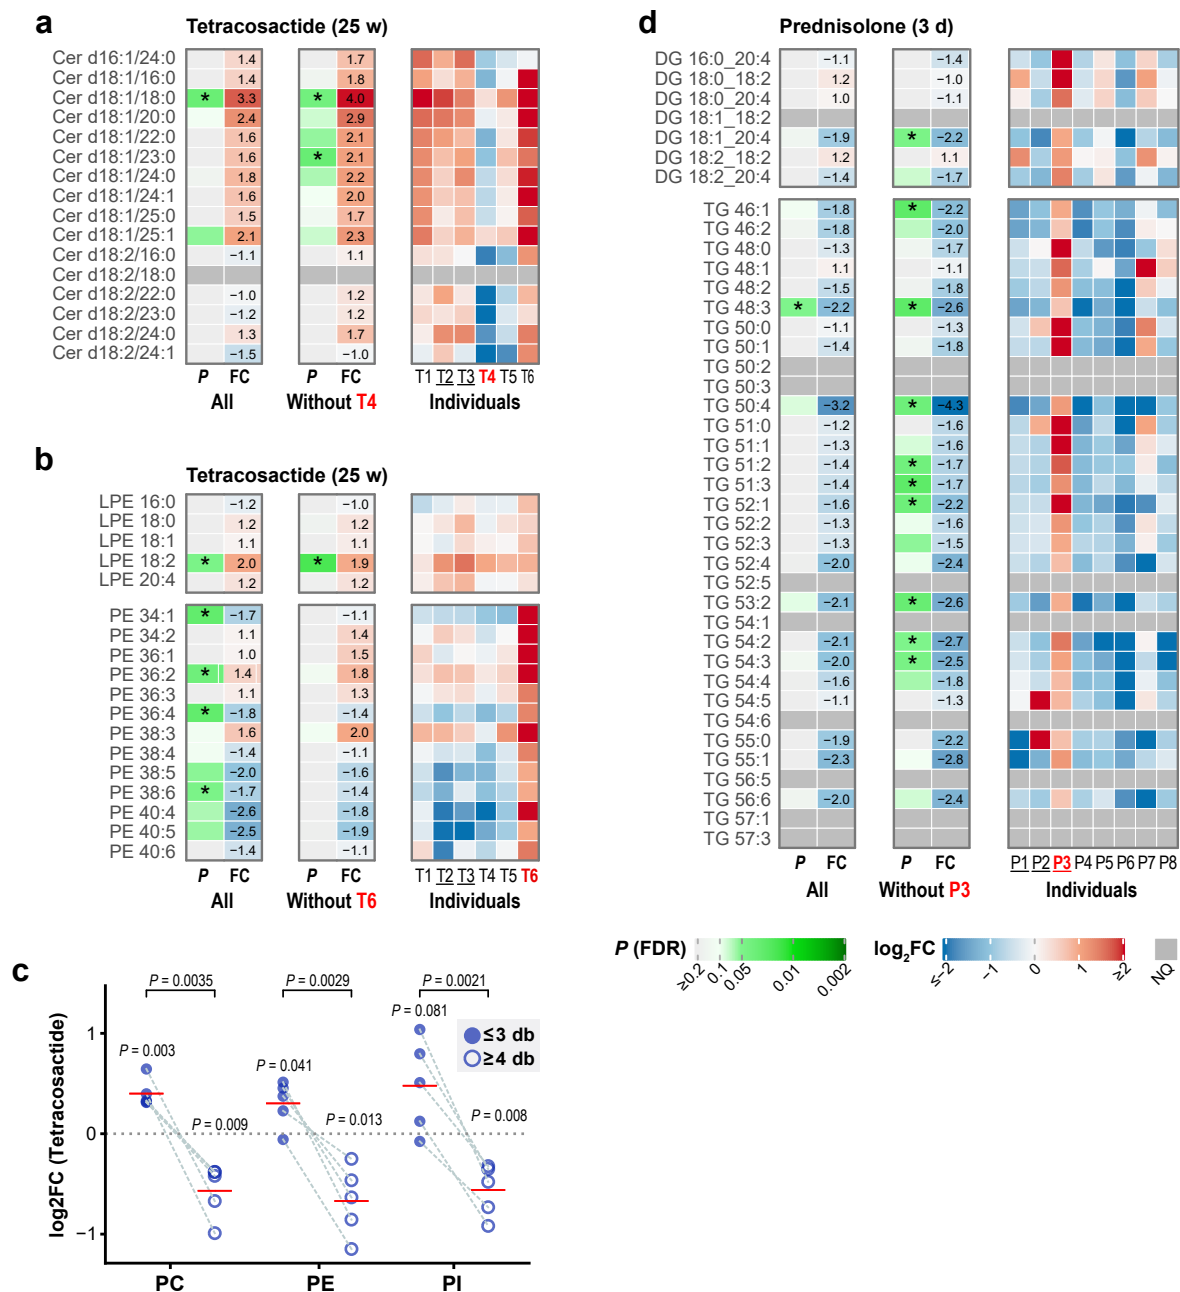 a
Tetracosactide (25 w)
Cer d16:1/24:0 1.4 1.7
Cer d18:1/16:0 1.4 1.8
Cer d18:1/18:0 * 3.3 * 4.0
Cer d18:1/20:0 2.4 2.9
Cer d18:1/22:0 1.6 2.1
Cer d18:1/23:0 1.6 * 2.1
Cer d18:1/24:0 1.8 2.2
Cer d18:1/24:1 1.6 2.0
Cer d18:1/25:0 1.5 1.7
Cer d18:1/25:1 2.1 2.3
Cer d18:2/16:0 −1.1 1.1
Cer d18:2/18:0
Cer d18:2/22:0 −1.0 1.2
Cer d18:2/23:0 −1.2 1.2
Cer d18:2/24:0 1.3 1.7
Cer d18:2/24:1 −1.5 −1.0
P FC P FC T1 T2 T3 T4 T5 T6
All Without T4 Individuals
b
Tetracosactide (25 w)
LPE 16:0 −1.2 −1.0
LPE 18:0 1.2 1.2
LPE 18:1 1.1 1.1
LPE 18:2 * 2.0 * 1.9
LPE 20:4 1.2 1.2
PE 34:1 * −1.7 −1.1
PE 34:2 1.1 1.4
PE 36:1 1.0 1.5
PE 36:2 * 1.4 1.8
PE 36:3 1.1 1.3
PE 36:4 * −1.8 −1.4
PE 38:3 1.6 2.0
PE 38:4 −1.4 −1.1
PE 38:5 −2.0 −1.6
PE 38:6 * −1.7 −1.4
PE 40:4 −2.6 −1.8
PE 40:5 −2.5 −1.9
PE 40:6 −1.4 −1.1
P FC P FC T1 T2 T3 T4 T5 T6
All Without T6 Individuals
c
P = 0.0035 P = 0.0029 P = 0.0021
P = 0.003 P = 0.041 P = 0.081
≤3 db
≥4 db
P = 0.009 P = 0.013 P = 0.008
log2FC (Tetracosactide)
1
0
−1
PC PE PI
d
Prednisolone (3 d)
DG 16:0_20:4 −1.1 −1.4
DG 18:0_18:2 1.2 −1.0
DG 18:0_20:4 1.0 −1.1
DG 18:1_18:2
DG 18:1_20:4 −1.9 * −2.2
DG 18:2_18:2 1.2 1.1
DG 18:2_20:4 −1.4 −1.7
TG 46:1 −1.8 * −2.2
TG 46:2 −1.8 −2.0
TG 48:0 −1.3 −1.7
TG 48:1 1.1 −1.1
TG 48:2 −1.5 −1.8
TG 48:3 * −2.2 * −2.6
TG 50:0 −1.1 −1.3
TG 50:1 −1.4 −1.8
TG 50:2
TG 50:3
TG 50:4 −3.2 * −4.3
TG 51:0 −1.2 −1.6
TG 51:1 −1.3 −1.6
TG 51:2 −1.4 * −1.7
TG 51:3 −1.4 * −1.7
TG 52:1 −1.6 * −2.2
TG 52:2 −1.3 −1.6
TG 52:3 −1.3 −1.5
TG 52:4 −2.0 −2.4
TG 52:5
TG 53:2 −2.1 * −2.6
TG 54:1
TG 54:2 −2.1 * −2.7
TG 54:3 −2.0 * −2.5
TG 54:4 −1.6 −1.8
TG 54:5 −1.1 −1.3
TG 54:6
TG 55:0 −1.9 −2.2
TG 55:1 −2.3 −2.8
TG 56:5
TG 56:6 −2.0 −2.4
TG 57:1
TG 57:3
P FC P FC P1 P2 P3 P4 P5 P6 P7 P8
All Without P3 Individuals
P (FDR) log₂FC
≥0.2 0.1 0.05 0.01 0.002 ≤−2 −1 0 1 ≥2 NQ